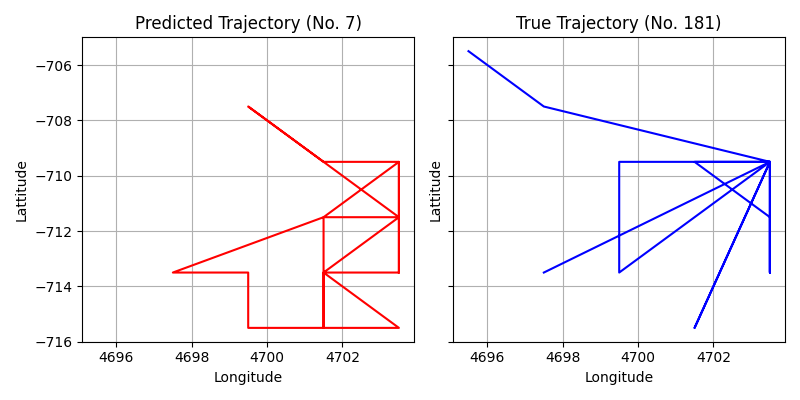 Predicted Trajectory (No. 7)
True Trajectory (No. 181)
−706
−708
−710
−712
−714
−716
Lattitude
Lattitude
4696
4698
4700
4702
4696
4698
4700
4702
Longitude
Longitude